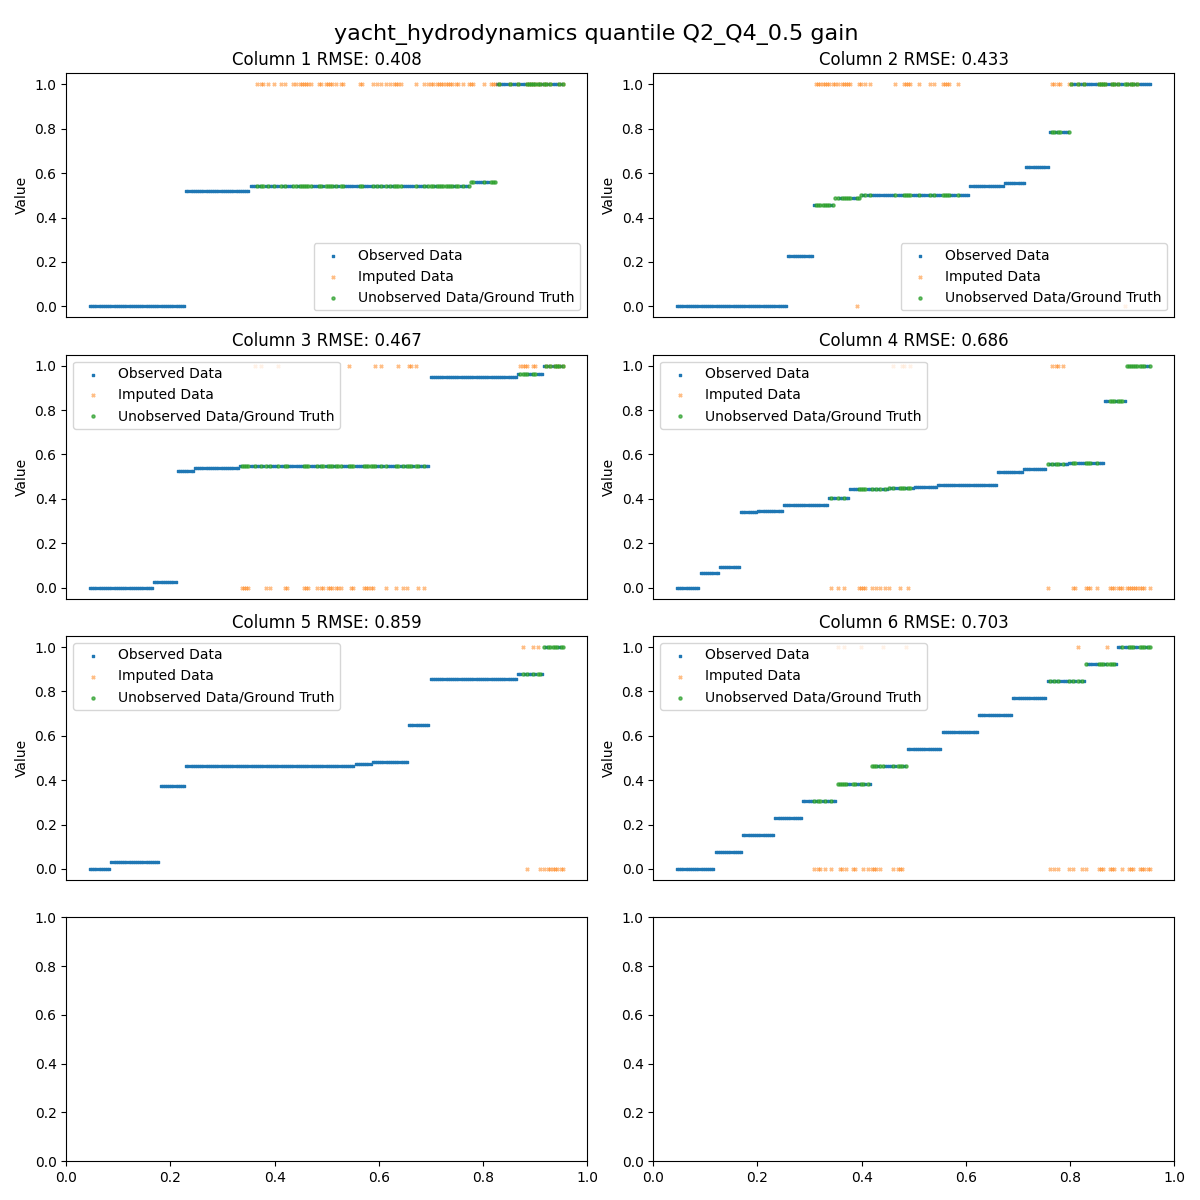 yacht_hydrodynamics quantile Q2_Q4_0.5 gain
Column 1 RMSE: 0.408
1.0
0.8
0.6
0.4
0.2
0.0
Value
Observed Data
Imputed Data
Unobserved Data/Ground Truth
Column 2 RMSE: 0.433
1.0
0.8
0.6
0.4
0.2
0.0
Value
Observed Data
Imputed Data
Unobserved Data/Ground Truth
Column 3 RMSE: 0.467
1.0
0.8
0.6
0.4
0.2
0.0
Value
Observed Data
Imputed Data
Unobserved Data/Ground Truth
Column 4 RMSE: 0.686
1.0
0.8
0.6
0.4
0.2
0.0
Value
Observed Data
Imputed Data
Unobserved Data/Ground Truth
Column 5 RMSE: 0.859
1.0
0.8
0.6
0.4
0.2
0.0
Value
Observed Data
Imputed Data
Unobserved Data/Ground Truth
Column 6 RMSE: 0.703
1.0
0.8
0.6
0.4
0.2
0.0
Value
Observed Data
Imputed Data
Unobserved Data/Ground Truth
1.0
0.8
0.6
0.4
0.2
0.0
0.0 0.2 0.4 0.6 0.8 1.0
1.0
0.8
0.6
0.4
0.2
0.0
0.0 0.2 0.4 0.6 0.8 1.0